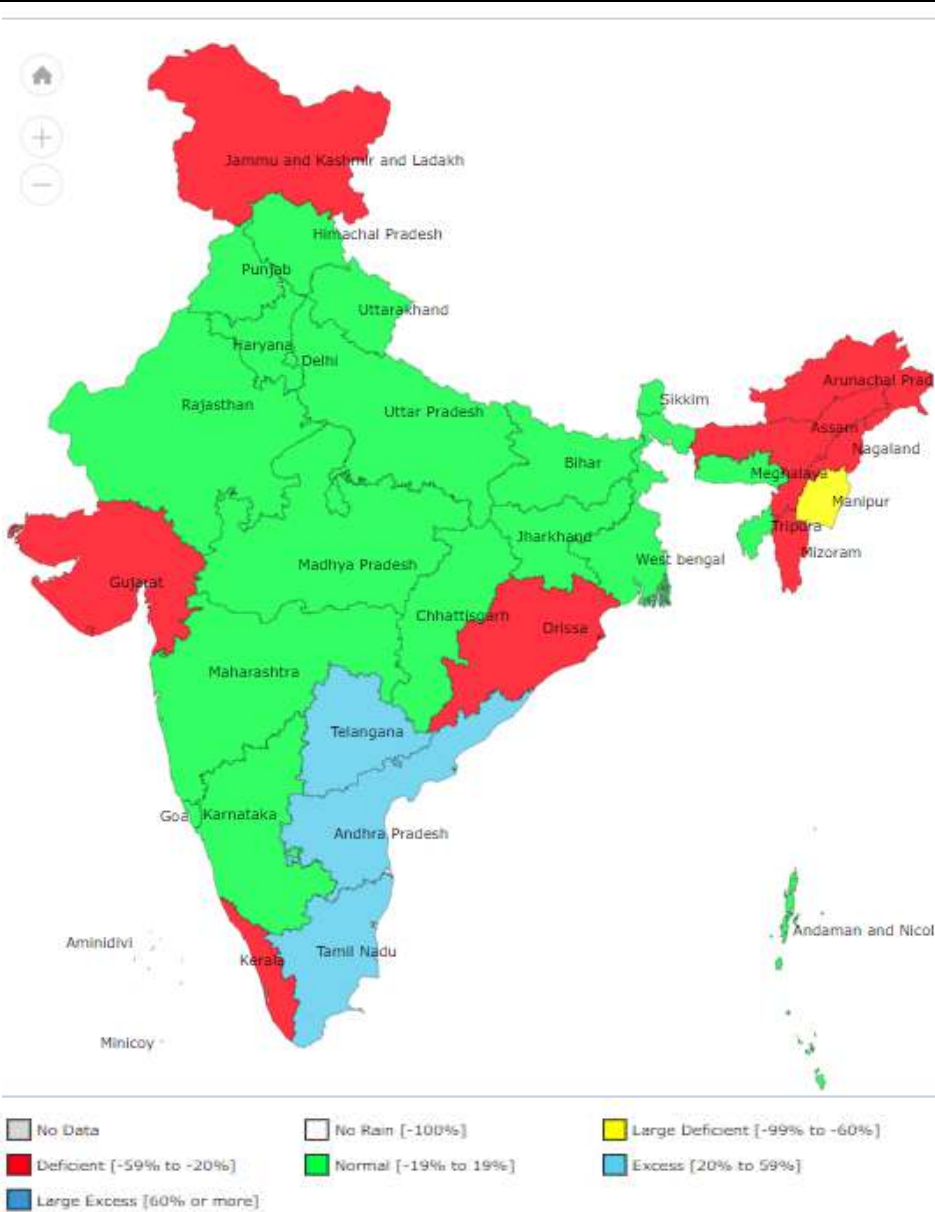 Jammu and Kashmir and Ladakh
Himachal Pradesh
Punjab
Uttarakhand
Haryana
Delhi
Rajasthan
Uttar Pradesh
Sikkim
Arunachal Prad
Assam
Nagaland
Bihar
Meghalaya
Manipur
Tripura
Mizoram
Jharkhand
West bengal
Madhya Pradesh
Gujarat
Chhattisgarh
Orissa
Maharashtra
Telangana
Goa
Karnataka
Andhra Pradesh
Andaman and Nicol
Aminidivi
Tamil Nadu
Kerala
Minicoy
No Data
No Rain [-100%]
Large Deficient [-99% to -60%]
Deficient [-59% to -20%]
Normal [-19% to 19%]
Excess [20% to 59%]
Large Excess [60% or more]